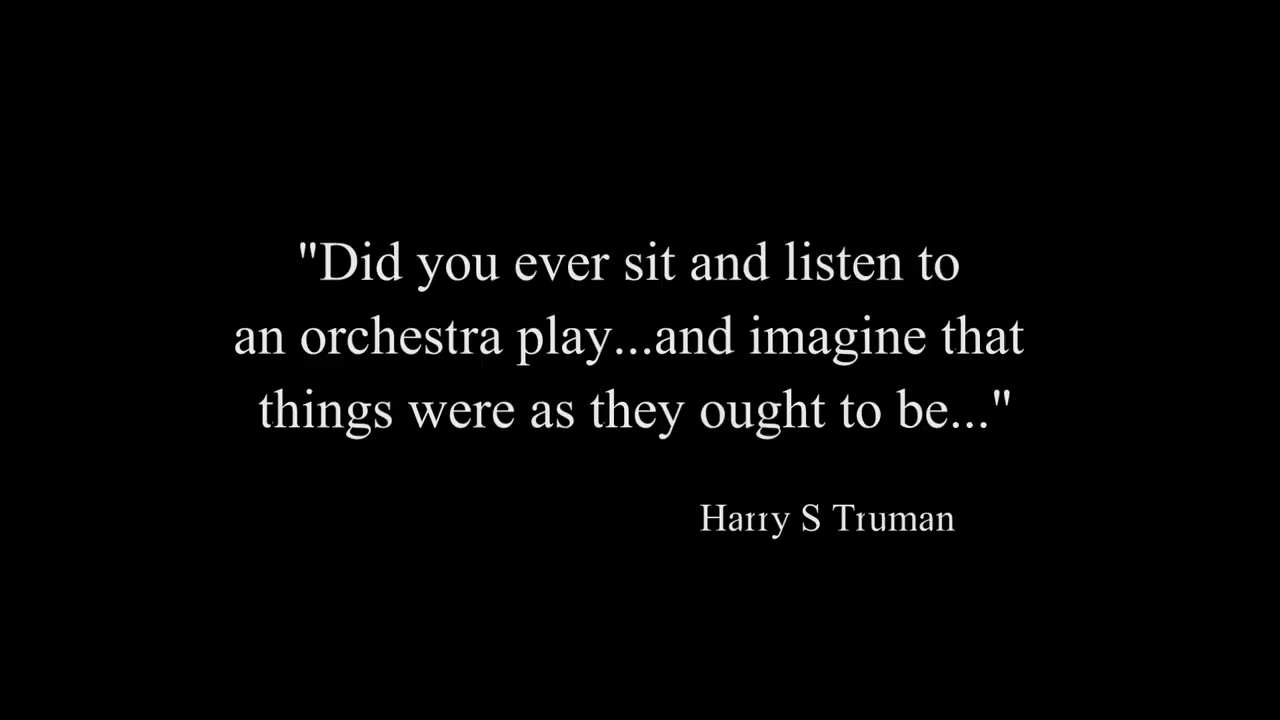 "Did you ever sit and listen to
an orchestra play...and imagine that
things were as they ought to be..."
Harry S Truman